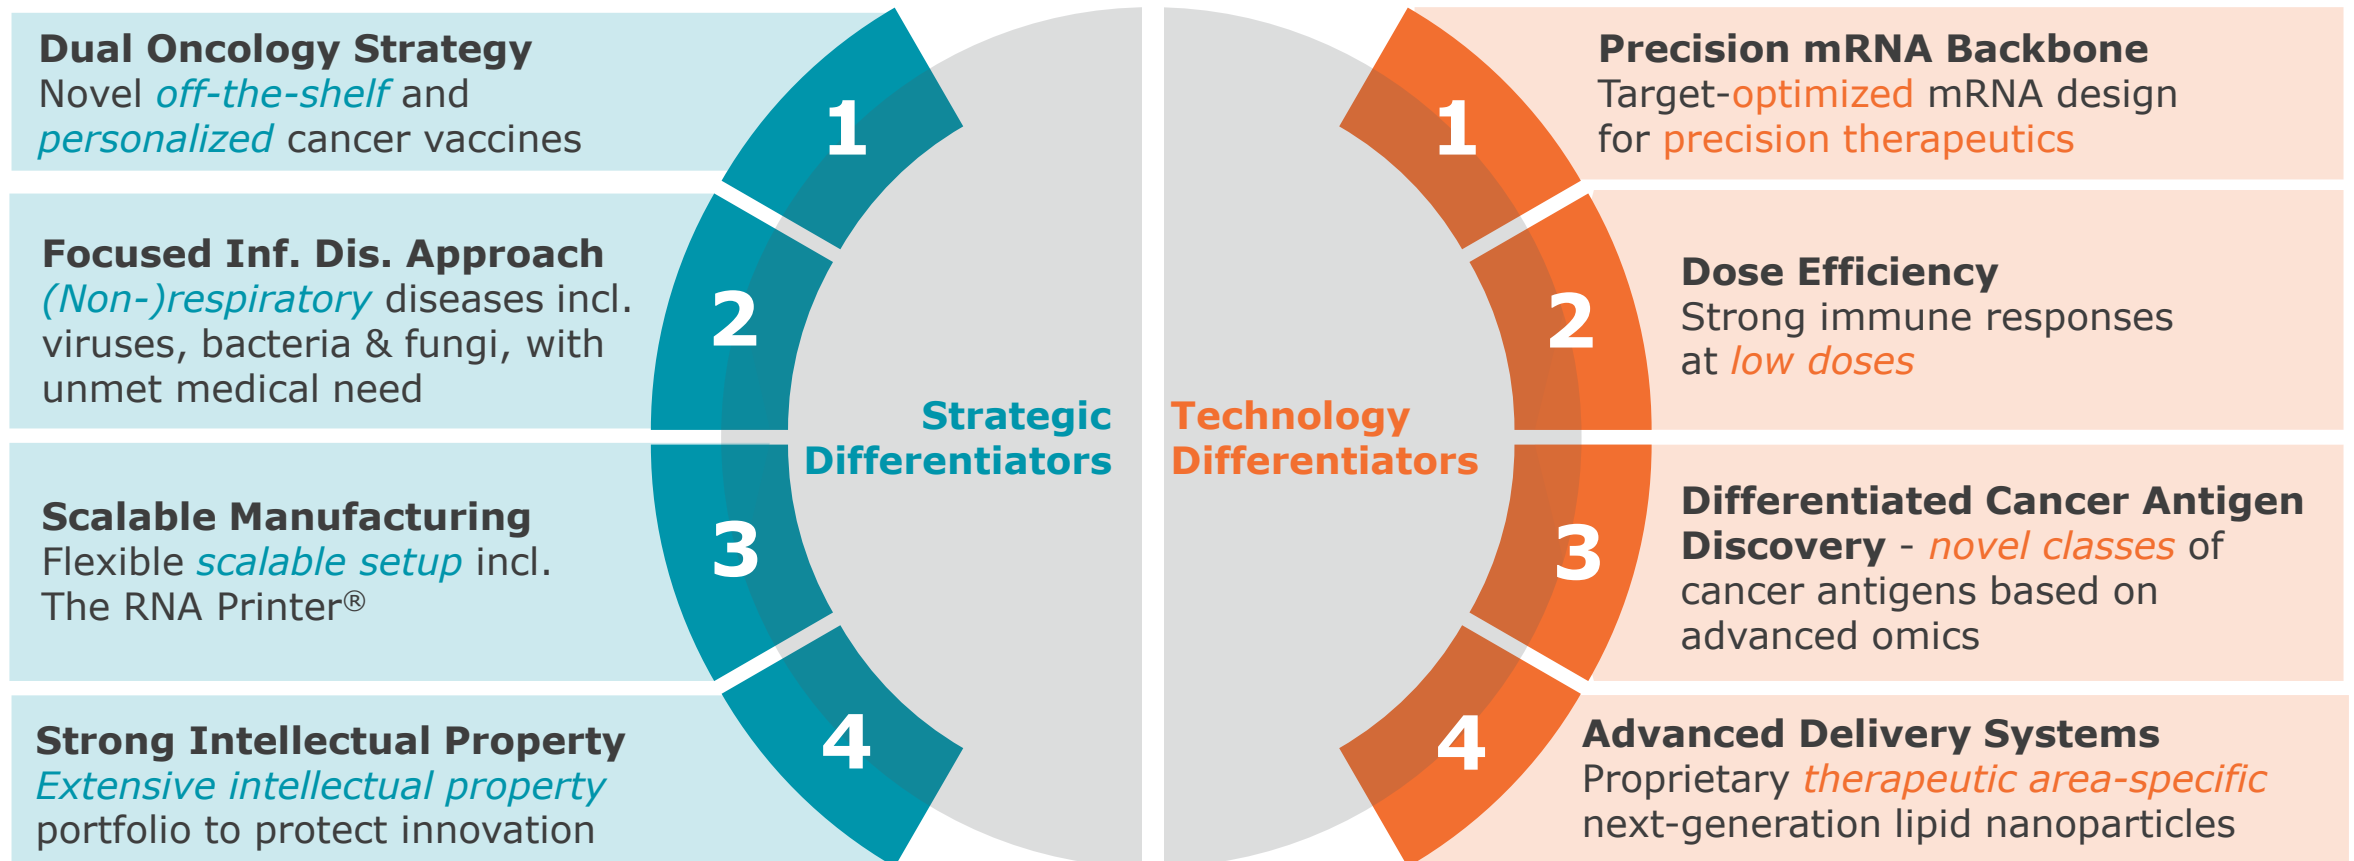 Dual Oncology Strategy
Novel off-the-shelf and
personalized cancer vaccines
1
Focused Inf. Dis. Approach
(Non-)respiratory diseases incl.
viruses, bacteria & fungi, with
unmet medical need
2
Scalable Manufacturing
Flexible scalable setup incl.
The RNA Printer®
3
Strong Intellectual Property
Extensive intellectual property
portfolio to protect innovation
4
Strategic
Differentiators
Technology
Differentiators
1
Precision mRNA Backbone
Target-optimized mRNA design
for precision therapeutics
2
Dose Efficiency
Strong immune responses
at low doses
3
Differentiated Cancer Antigen
Discovery - novel classes of
cancer antigens based on
advanced omics
4
Advanced Delivery Systems
Proprietary therapeutic area-specific
next-generation lipid nanoparticles